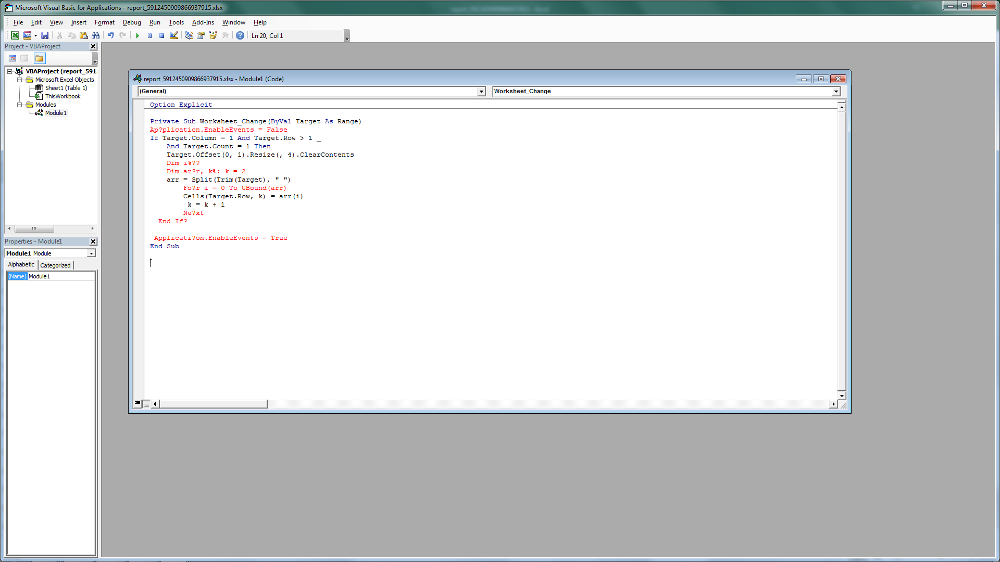 Microsoft Visual Basic for Applications - report_5912450909866937915.xlsx
File Edit View Insert Format Debug Run Tools Add-Ins Window Help
Ln 20, Col 1
Project - VBAProject
VBAProject (report_591
Microsoft Excel Objects
Sheet1 (Table 1)
ThisWorkbook
Modules
Module1
Properties - Module1
Module1 Module
Alphabetic Categorized
(Name) Module1
report_5912450909866937915.xlsx - Module1 (Code)
(General) Worksheet_Change
Option Explicit
Private Sub Worksheet_Change(ByVal Target As Range)
Ap?plication.EnableEvents = False
If Target.Column = 1 And Target.Row > 1 _
And Target.Count = 1 Then
Target.Offset(0, 1).Resize(, 4).ClearContents
Dim i%??
Dim ar?r, k%: k = 2
arr = Split(Trim(Target), " ")
Fo?r i = 0 To UBound(arr)
Cells(Target.Row, k) = arr(i)
k = k + 1
Ne?xt
End If?
Applicati?on.EnableEvents = True
End Sub